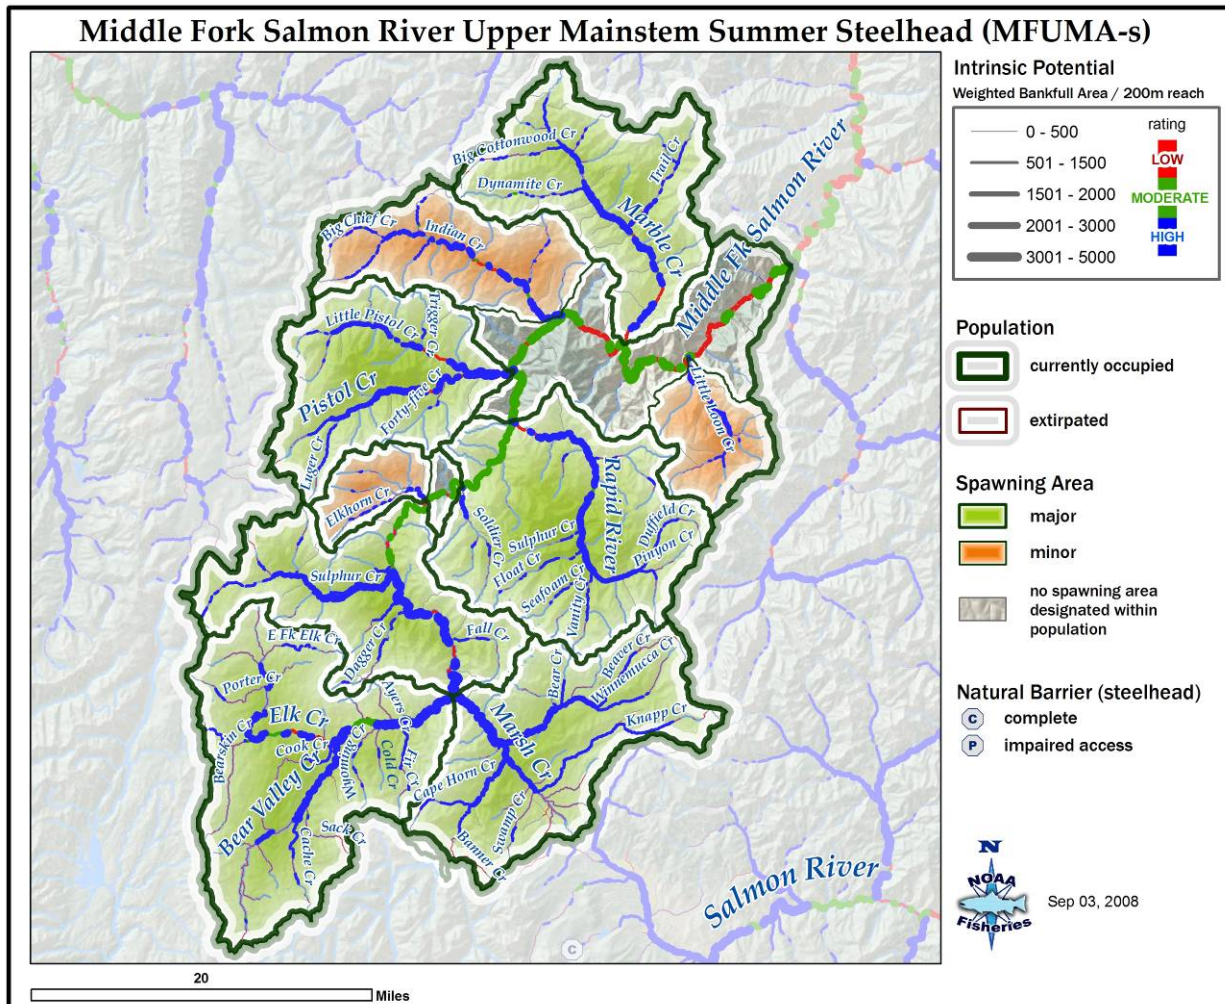 Middle Fork Salmon River Upper Mainstem Summer Steelhead (MFUMA-s)
Big Cottonwood Cr
Trail Cr
Dynamite Cr
Marble Cr
Middle Fk Salmon River
Big Chief Cr
Indian Cr
Little Pistol Cr
Trigger Cr
Pistol Cr
Forty-five Cr
Little Loon Cr
Luger Cr
Elkhorn Cr
Rapid River
Soldier Cr
Sulphur Cr
Float Cr
Duffield Cr
Pinyon Cr
Seafoam Cr
Vanity Cr
Sulphur Cr
Dagger Cr
Fall Cr
E Fk Elk Cr
Porter Cr
Bear Cr
Beaver Cr
Winnemucca Cr
Knapp Cr
Bearskin Cr
Elk Cr
Ayers Cr
Marsh Cr
Cook Cr
Wyoming Cr
Cold Cr
Fir Cr
Cape Horn Cr
Bear Valley Cr
Sack Cr
Cache Cr
Banner Cr
Swamp Cr
Salmon River
C
20
Miles
Intrinsic Potential
Weighted Bankfull Area / 200m reach
rating
0 - 500
501 - 1500
1501 - 2000
2001 - 3000
3001 - 5000
LOW
MODERATE
HIGH
Population
currently occupied
extirpated
Spawning Area
major
minor
no spawning area
designated within
population
Natural Barrier (steelhead)
C complete
P impaired access
N
NOAA
Fisheries
Sep 03, 2008